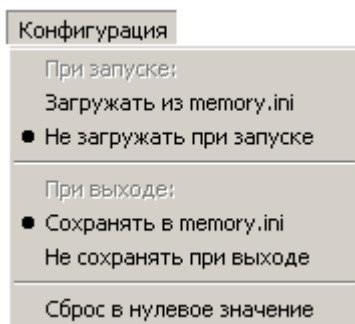 Конфигурация
При запуске:
Загружать из memory.ini
Не загружать при запуске
При выходе:
Сохранять в memory.ini
Не сохранять при выходе
Сброс в нулевое значение